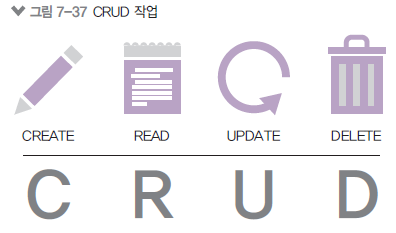 그림 7-37 CRUD 작업
CREATE READ UPDATE DELETE
C R U D